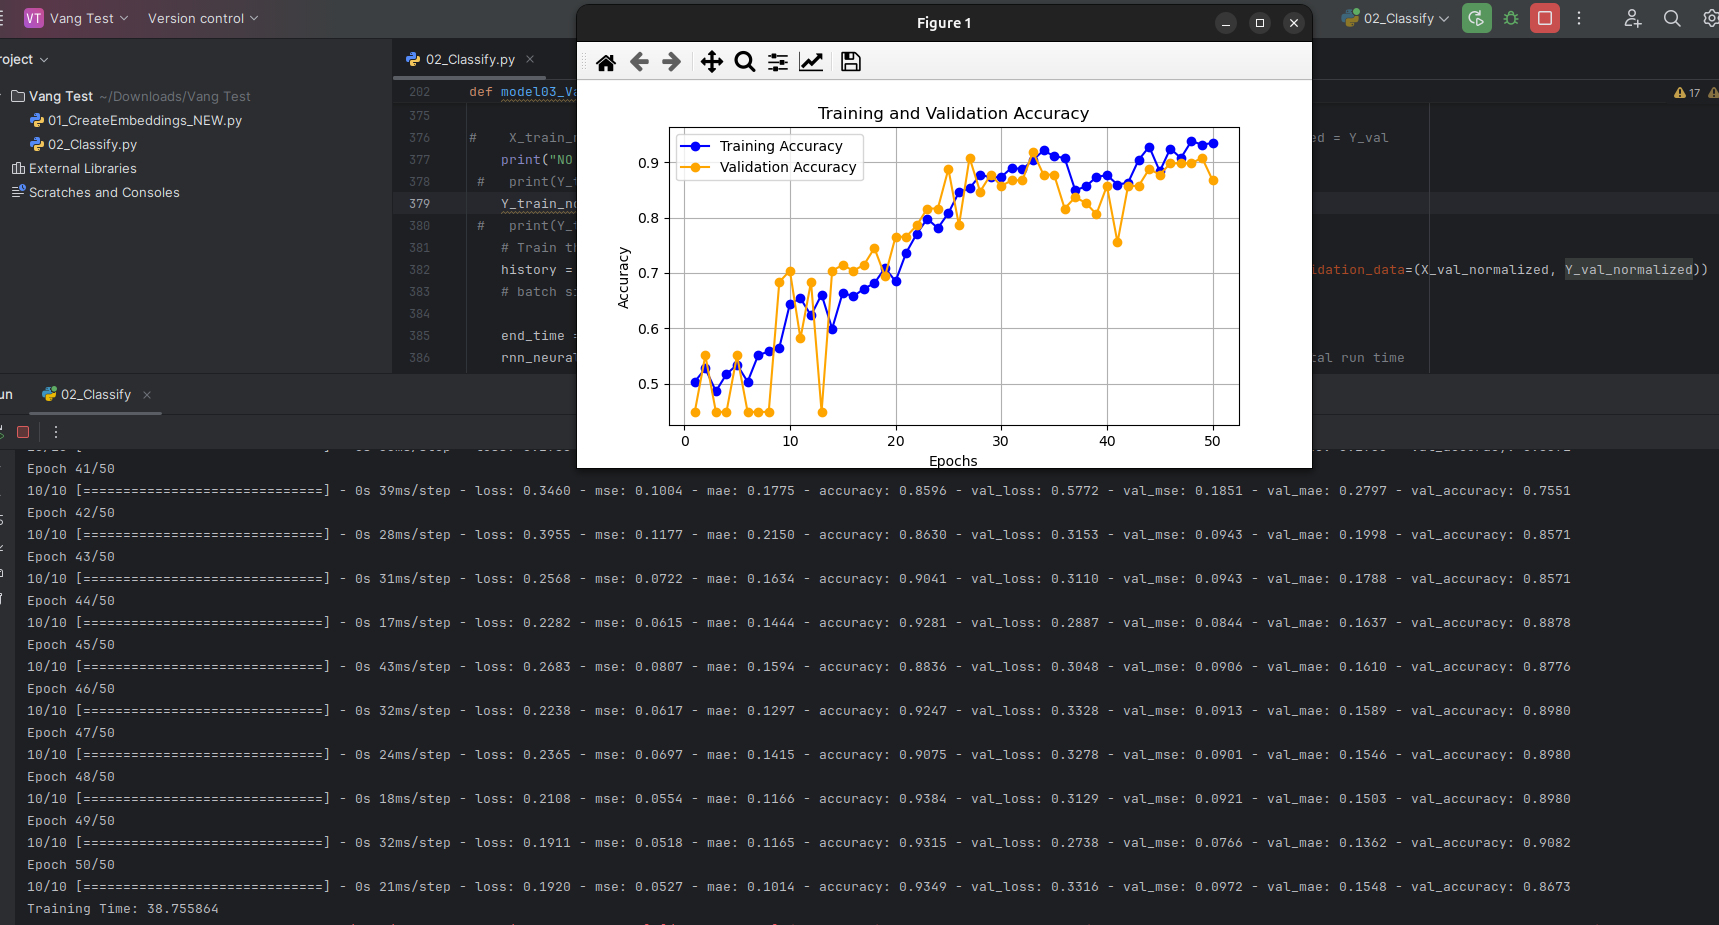 VT Vang Test Version control
02_Classify
Figure 1
roject
Vang Test ~/Downloads/Vang Test
01_CreateEmbeddings_NEW.py
02_Classify.py
External Libraries
Scratches and Consoles
02_Classify.py
17
202 def model03_Va
375
376 # X_train_n ed = Y_val
377 print("NO
378 # print(Y_
379 Y_train_no
380 # print(Y_
381 # Train th
382 history = idation_data=(X_val_normalized, Y_val_normalized))
383 # batch si
384
385 end_time =
386 rnn_neural tal run time
Training and Validation Accuracy
Training Accuracy
Validation Accuracy
Accuracy
0.9
0.8
0.7
0.6
0.5
0 10 20 30 40 50
Epochs
un 02_Classify
Epoch 41/50
10/10 [==============================] - 0s 39ms/step - loss: 0.3460 - mse: 0.1004 - mae: 0.1775 - accuracy: 0.8596 - val_loss: 0.5772 - val_mse: 0.1851 - val_mae: 0.2797 - val_accuracy: 0.7551
Epoch 42/50
10/10 [==============================] - 0s 28ms/step - loss: 0.3955 - mse: 0.1177 - mae: 0.2150 - accuracy: 0.8630 - val_loss: 0.3153 - val_mse: 0.0943 - val_mae: 0.1998 - val_accuracy: 0.8571
Epoch 43/50
10/10 [==============================] - 0s 31ms/step - loss: 0.2568 - mse: 0.0722 - mae: 0.1634 - accuracy: 0.9041 - val_loss: 0.3110 - val_mse: 0.0943 - val_mae: 0.1788 - val_accuracy: 0.8571
Epoch 44/50
10/10 [==============================] - 0s 17ms/step - loss: 0.2282 - mse: 0.0615 - mae: 0.1444 - accuracy: 0.9281 - val_loss: 0.2887 - val_mse: 0.0844 - val_mae: 0.1637 - val_accuracy: 0.8878
Epoch 45/50
10/10 [==============================] - 0s 43ms/step - loss: 0.2683 - mse: 0.0807 - mae: 0.1594 - accuracy: 0.8836 - val_loss: 0.3048 - val_mse: 0.0906 - val_mae: 0.1610 - val_accuracy: 0.8776
Epoch 46/50
10/10 [==============================] - 0s 32ms/step - loss: 0.2238 - mse: 0.0617 - mae: 0.1297 - accuracy: 0.9247 - val_loss: 0.3328 - val_mse: 0.0913 - val_mae: 0.1589 - val_accuracy: 0.8980
Epoch 47/50
10/10 [==============================] - 0s 24ms/step - loss: 0.2365 - mse: 0.0697 - mae: 0.1415 - accuracy: 0.9075 - val_loss: 0.3278 - val_mse: 0.0901 - val_mae: 0.1546 - val_accuracy: 0.8980
Epoch 48/50
10/10 [==============================] - 0s 18ms/step - loss: 0.2108 - mse: 0.0554 - mae: 0.1166 - accuracy: 0.9384 - val_loss: 0.3129 - val_mse: 0.0921 - val_mae: 0.1503 - val_accuracy: 0.8980
Epoch 49/50
10/10 [==============================] - 0s 32ms/step - loss: 0.1911 - mse: 0.0518 - mae: 0.1165 - accuracy: 0.9315 - val_loss: 0.2738 - val_mse: 0.0766 - val_mae: 0.1362 - val_accuracy: 0.9082
Epoch 50/50
10/10 [==============================] - 0s 21ms/step - loss: 0.1920 - mse: 0.0527 - mae: 0.1014 - accuracy: 0.9349 - val_loss: 0.3316 - val_mse: 0.0972 - val_mae: 0.1548 - val_accuracy: 0.8673
Training Time: 38.755864